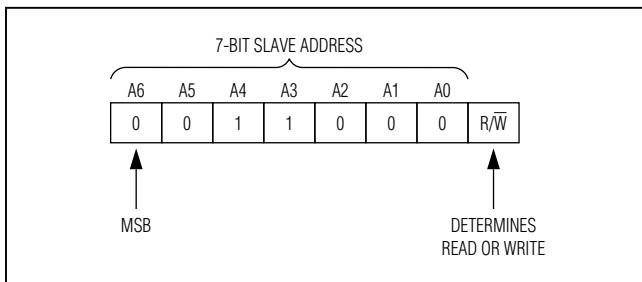 7-BIT SLAVE ADDRESS
A6 A5 A4 A3 A2 A1 A0
0 0 1 1 0 0 0 R/W̅
MSB
DETERMINES
READ OR WRITE